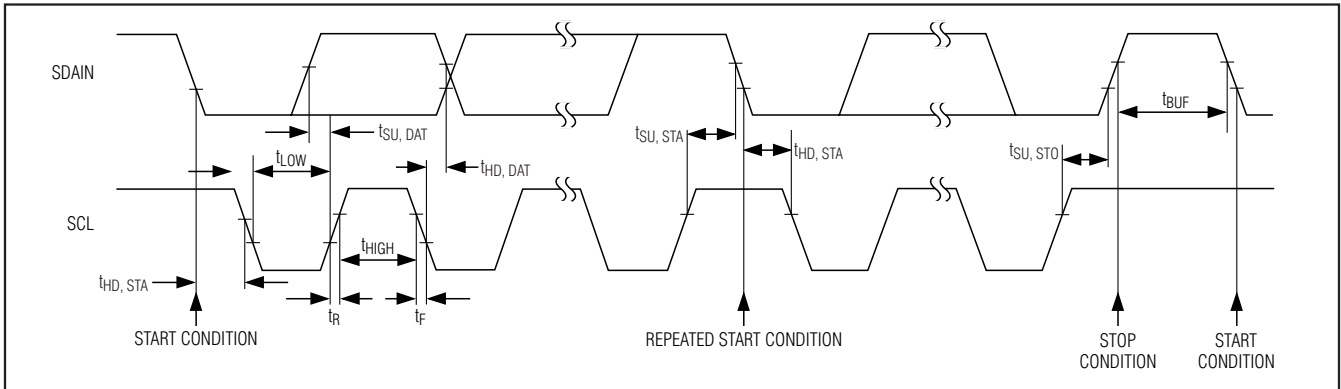 SDAIN
tSU, DAT
tLOW
tHD, DAT
tSU, STA
tHD, STA
tSU, STO
tBUF
SCL
tHIGH
tHD, STA
tR
tF
START CONDITION
REPEATED START CONDITION
STOP
CONDITION
START
CONDITION